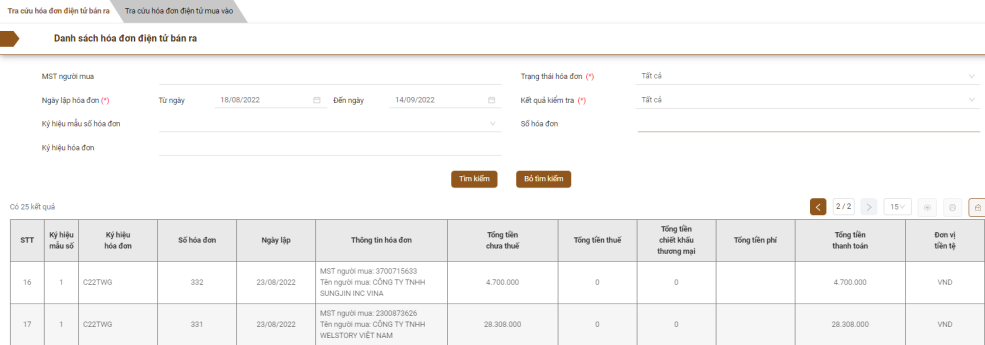 Tra cứu hóa đơn điện tử bán ra
Tra cứu hóa đơn điện tử mua vào
Danh sách hóa đơn điện tử bán ra
MST người mua
Trạng thái hóa đơn (*)
Tất cả
Ngày lập hóa đơn (*)
Từ ngày
18/08/2022
Đến ngày
14/09/2022
Kết quả kiểm tra (*)
Tất cả
Ký hiệu mẫu số hóa đơn
Số hóa đơn
Ký hiệu hóa đơn
Tìm kiếm
Bỏ tìm kiếm
Có 25 kết quả
2 / 2
15
STT
Ký hiệu
mẫu số
Ký hiệu
hóa đơn
Số hóa đơn
Ngày lập
Thông tin hóa đơn
Tổng tiền
chưa thuế
Tổng tiền thuế
Tổng tiền
chiết khấu
thương mại
Tổng tiền phí
Tổng tiền
thanh toán
Đơn vị
tiền tệ
16
1
C22TWG
332
23/08/2022
MST người mua: 3700715633
Tên người mua: CÔNG TY TNHH
SUNGJIN INC VINA
4.700.000
0
0
4.700.000
VND
17
1
C22TWG
331
23/08/2022
MST người mua: 2300873626
Tên người mua: CÔNG TY TNHH
WELSTORY VIỆT NAM
28.308.000
0
0
28.308.000
VND